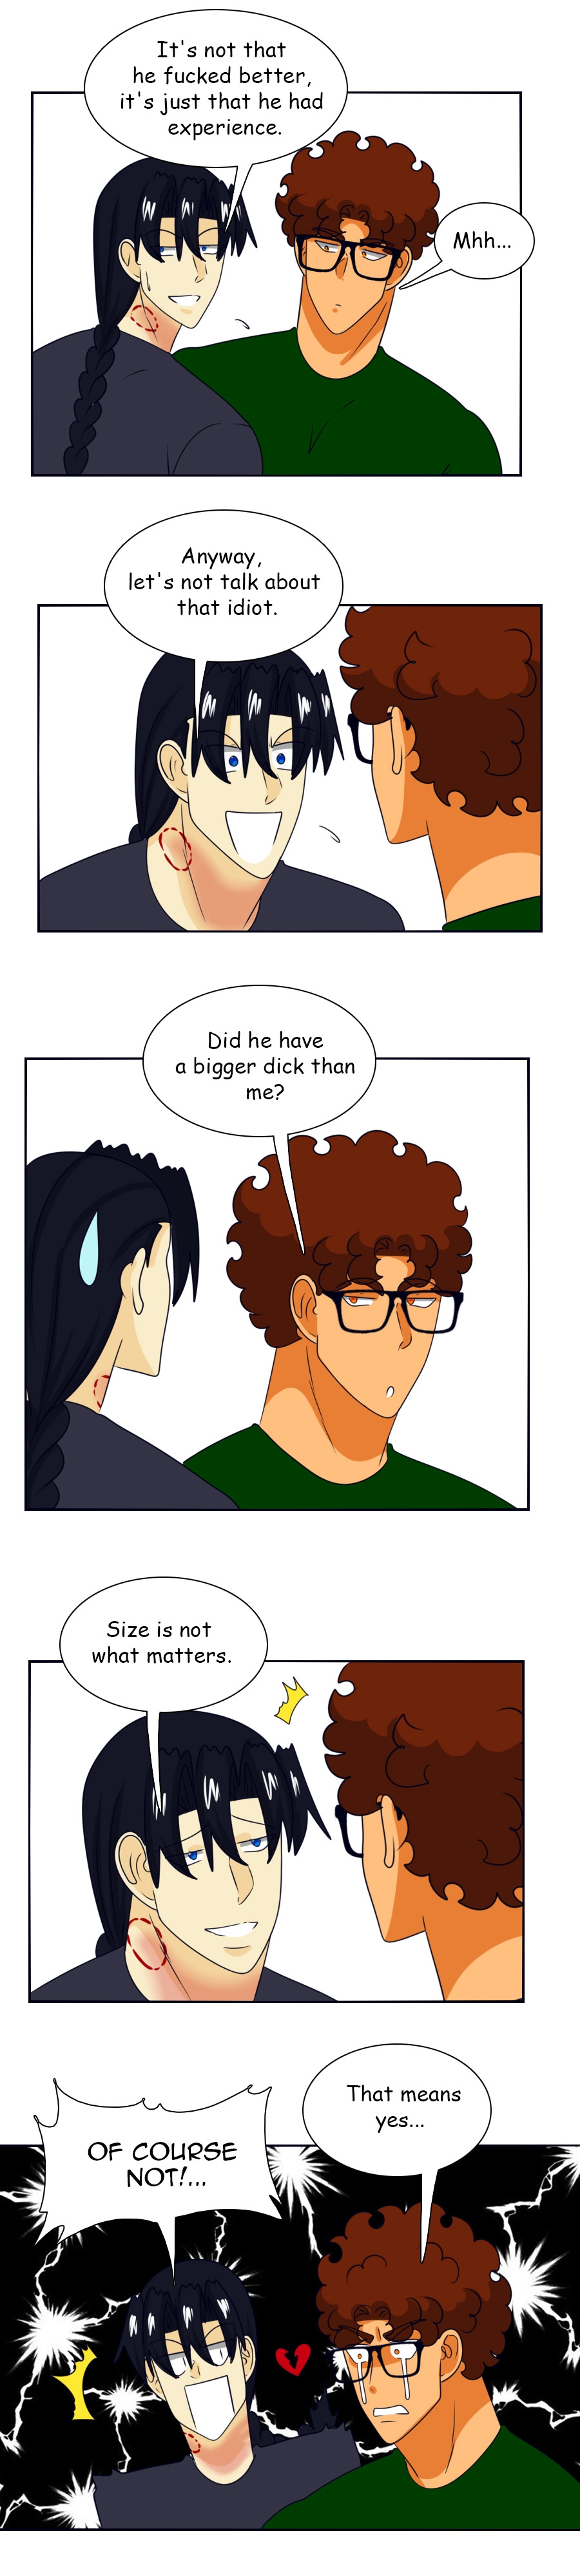 It's not that
he fucked better,
it's just that he had
experience.
Mhh...
Anyway,
let's not talk about
that idiot.
Did he have
a bigger dick than
me?
Size is not
what matters.
That means
yes...
OF COURSE
NOT!...